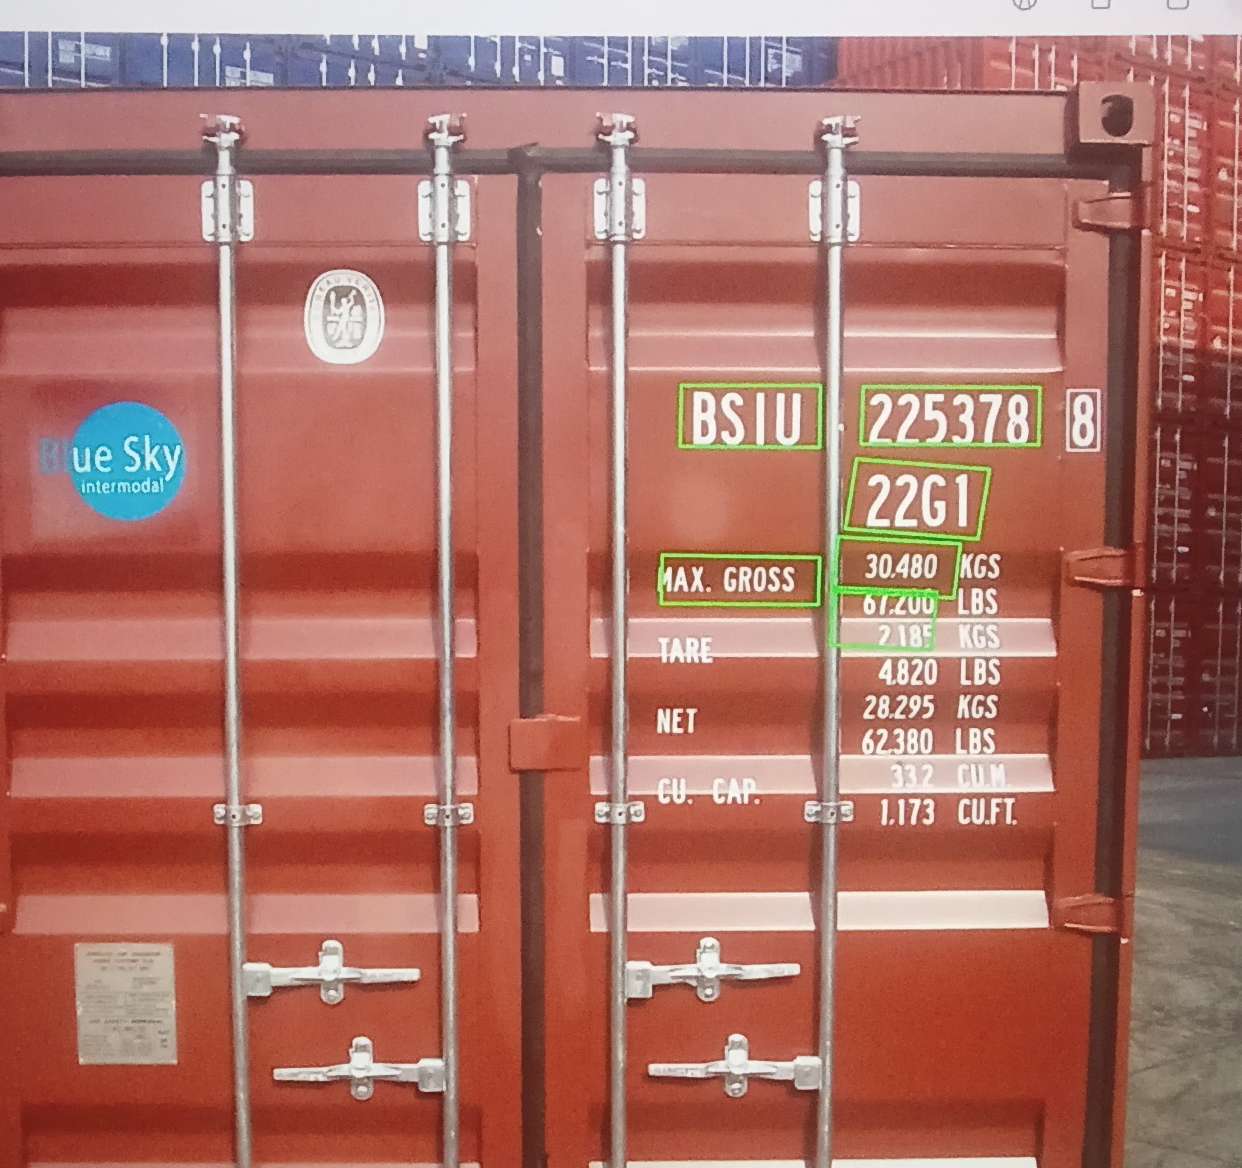 Blue Sky
intermodal
BSIU 225378 8
22G1
MAX. GROSS 30.480 KGS
67.200 LBS
TARE 2.185 KGS
4.820 LBS
NET 28.295 KGS
62.380 LBS
CU. CAP. 33.2 CU.M.
1.173 CU.FT.